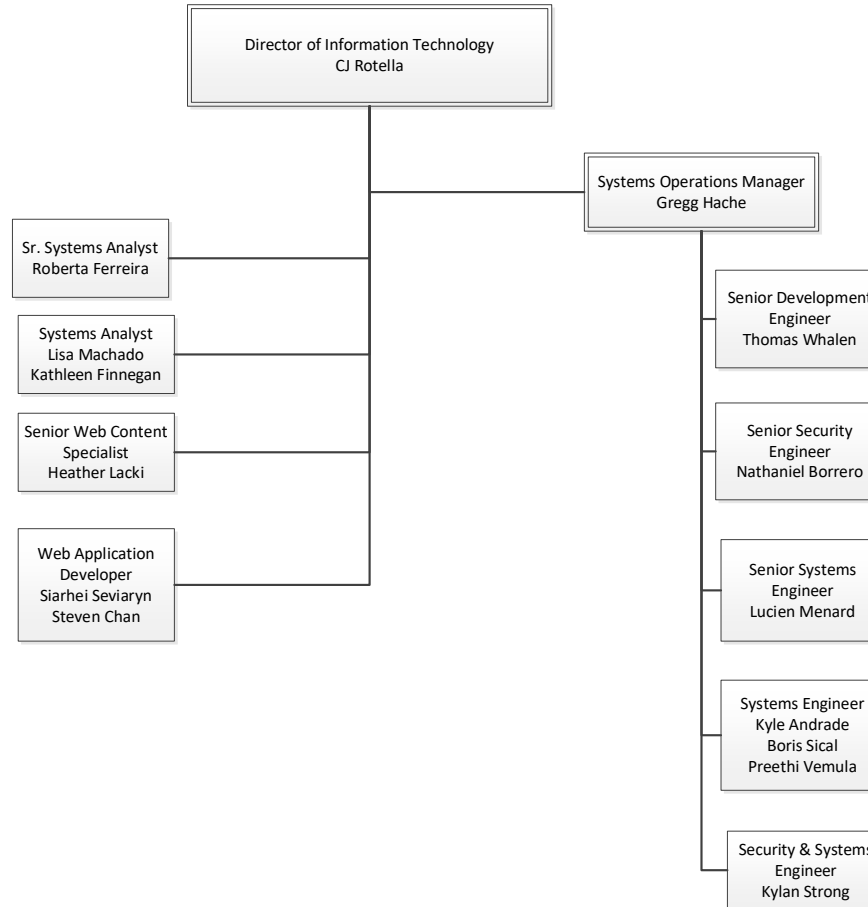 Director of Information Technology
CJ Rotella
Systems Operations Manager
Gregg Hache
Sr. Systems Analyst
Roberta Ferreira
Systems Analyst
Lisa Machado
Kathleen Finnegan
Senior Web Content
Specialist
Heather Lacki
Web Application
Developer
Siarhei Seviaryn
Steven Chan
Senior Development
Engineer
Thomas Whalen
Senior Security
Engineer
Nathaniel Borrero
Senior Systems
Engineer
Lucien Menard
Systems Engineer
Kyle Andrade
Boris Sical
Preethi Vemula
Security & Systems
Engineer
Kylan Strong